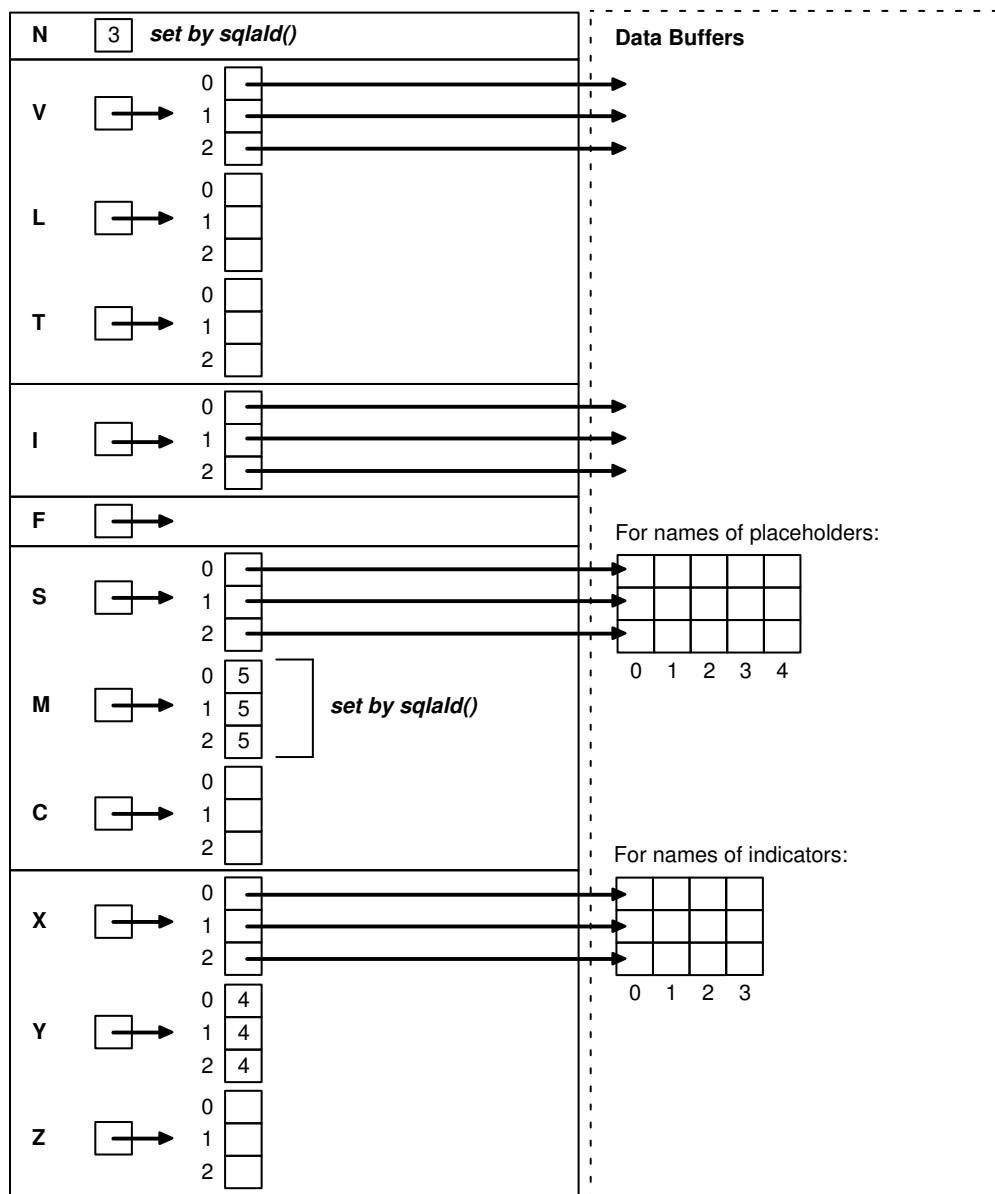 N 3 set by sqlald() Data Buffers
0
V 1
2
0
L 1
2
0
T 1
2
0
I 1
2
F
For names of placeholders:
0
S 1
2
0 1 2 3 4
0 5
M 1 5 set by sqlald()
2 5
0
C 1
2
For names of indicators:
0
X 1
2
0 1 2 3
0 4
Y 1 4
2 4
0
Z 1
2